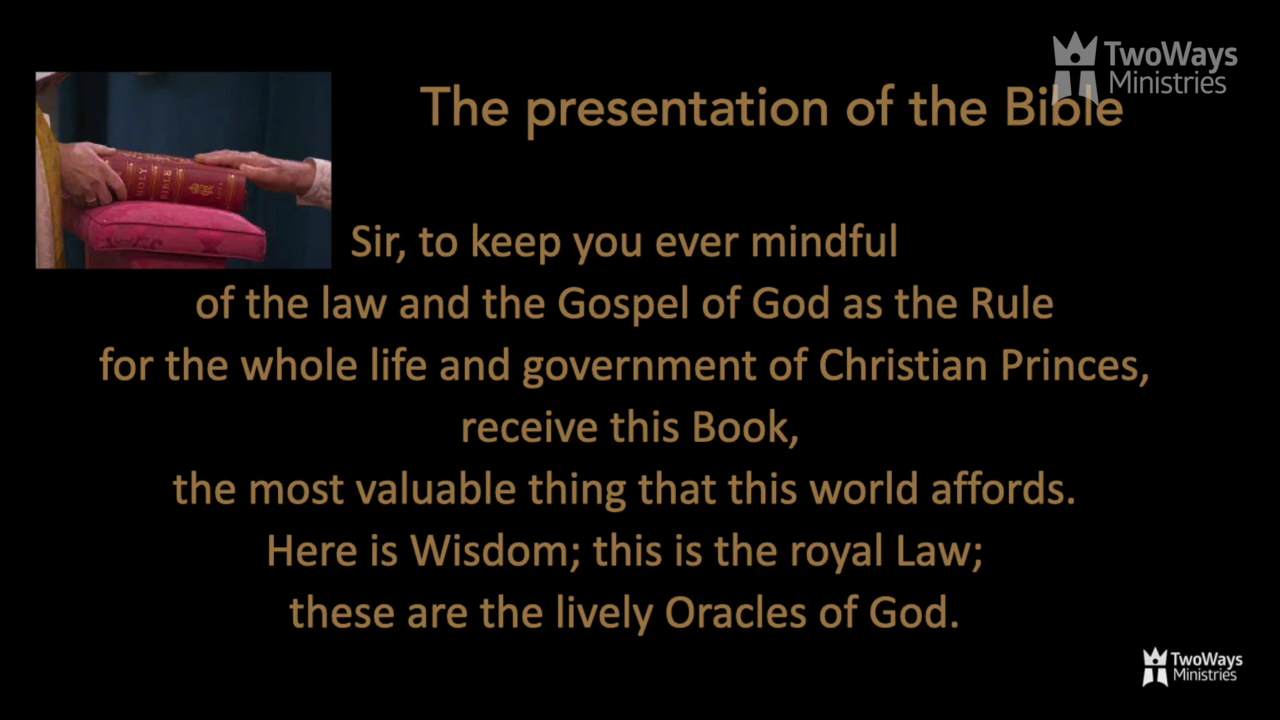 TwoWays
Ministries
The presentation of the Bible
HOLY
BIBLE
Sir, to keep you ever mindful
of the law and the Gospel of God as the Rule
for the whole life and government of Christian Princes,
receive this Book,
the most valuable thing that this world affords.
Here is Wisdom; this is the royal Law;
these are the lively Oracles of God.
TwoWays
Ministries